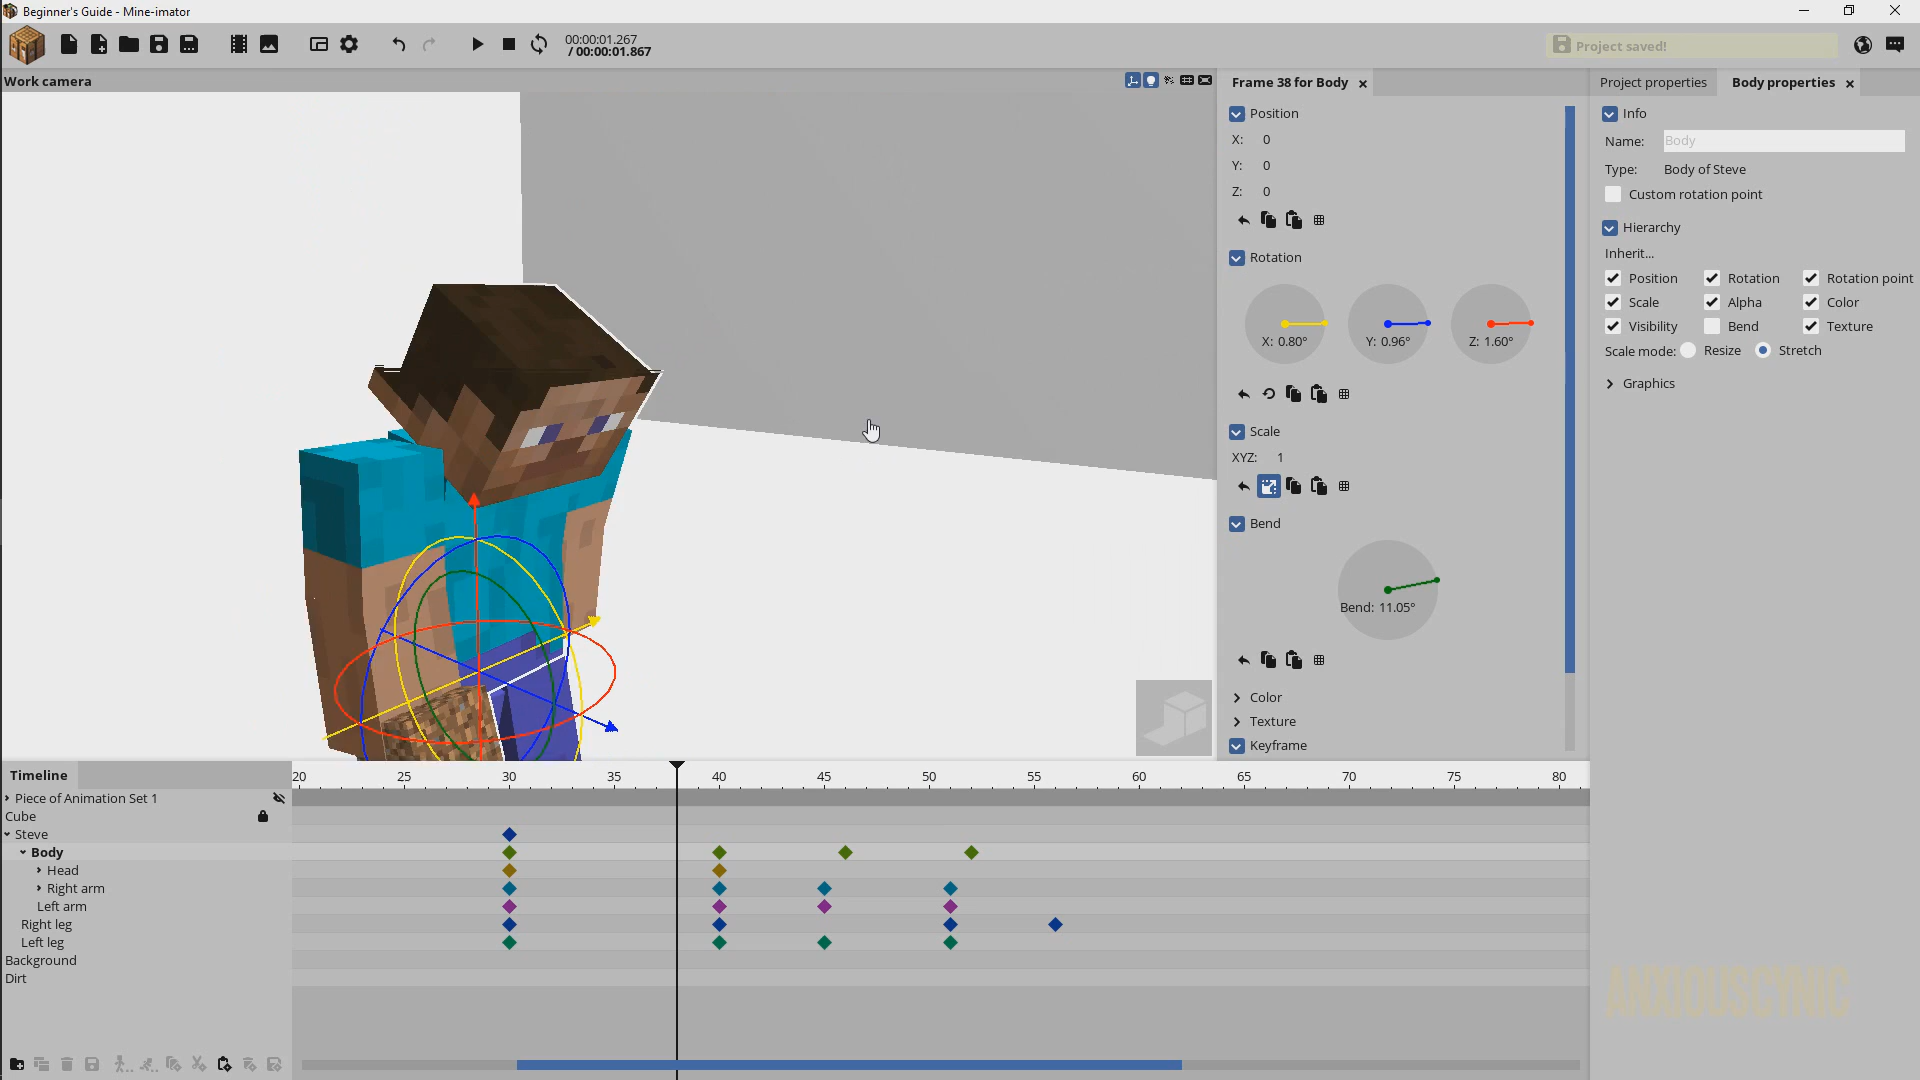 Beginner's Guide - Mine-imator
00:00:01.267
/ 00:00:01.867
Project saved!
Work camera
Frame 38 for Body
Position
X: 0
Y: 0
Z: 0
Rotation
X: 0.80°
Y: 0.96°
Z: 1.60°
Scale
XYZ: 1
Bend
Bend: 11.05°
Color
Texture
Keyframe
Project properties
Body properties
Info
Name: Body
Type: Body of Steve
Custom rotation point
Hierarchy
Inherit...
Position Rotation Rotation point
Scale Alpha Color
Visibility Bend Texture
Scale mode: Resize Stretch
Graphics
Timeline
20 25 30 35 40 45 50 55 60 65 70 75 80
Piece of Animation Set 1
Cube
Steve
Body
Head
Right arm
Left arm
Right leg
Left leg
Background
Dirt
ANXIOUSCYNIC